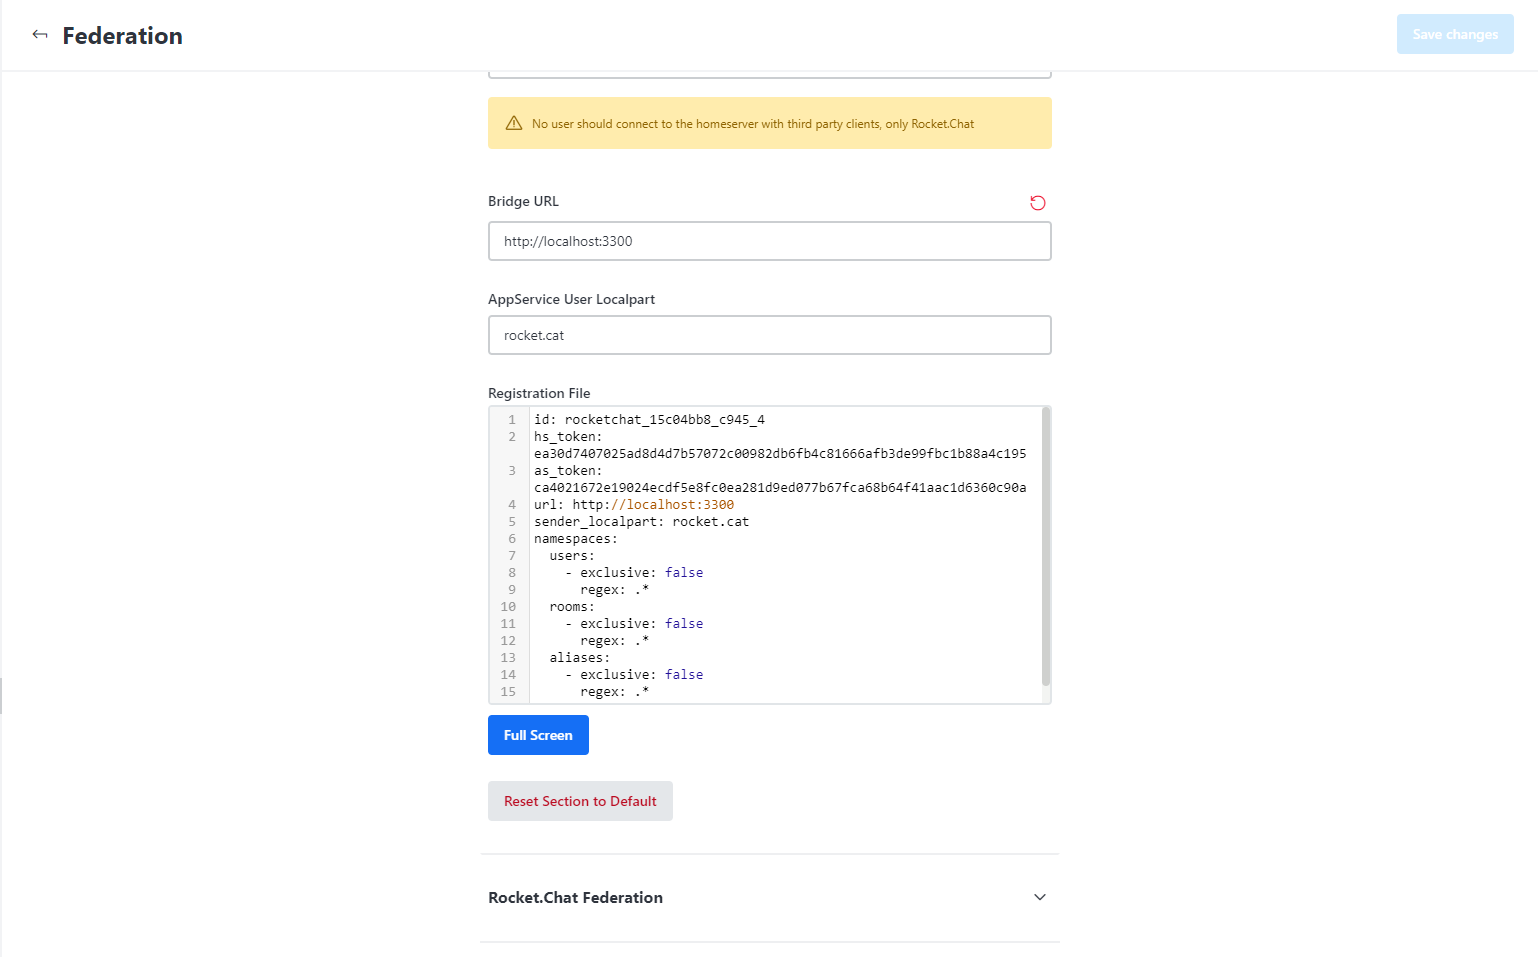 Federation
Save changes
No user should connect to the homeserver with third party clients, only Rocket.Chat
Bridge URL
http://localhost:3300
AppService User Localpart
rocket.cat
Registration File
1 id: rocketchat_15c04bb8_c945_4
2 hs_token:
ea30d7407025ad8d4d7b57072c00982db6fb4c81666afb3de99fbc1b88a4c195
3 as_token:
ca4021672e19024ecdf5e8fc0ea281d9ed077b67fca68b64f41aac1d6360c90a
4 url: http://localhost:3300
5 sender_localpart: rocket.cat
6 namespaces:
7 users:
8 - exclusive: false
9 regex: .*
10 rooms:
11 - exclusive: false
12 regex: .*
13 aliases:
14 - exclusive: false
15 regex: .*
Full Screen
Reset Section to Default
Rocket.Chat Federation